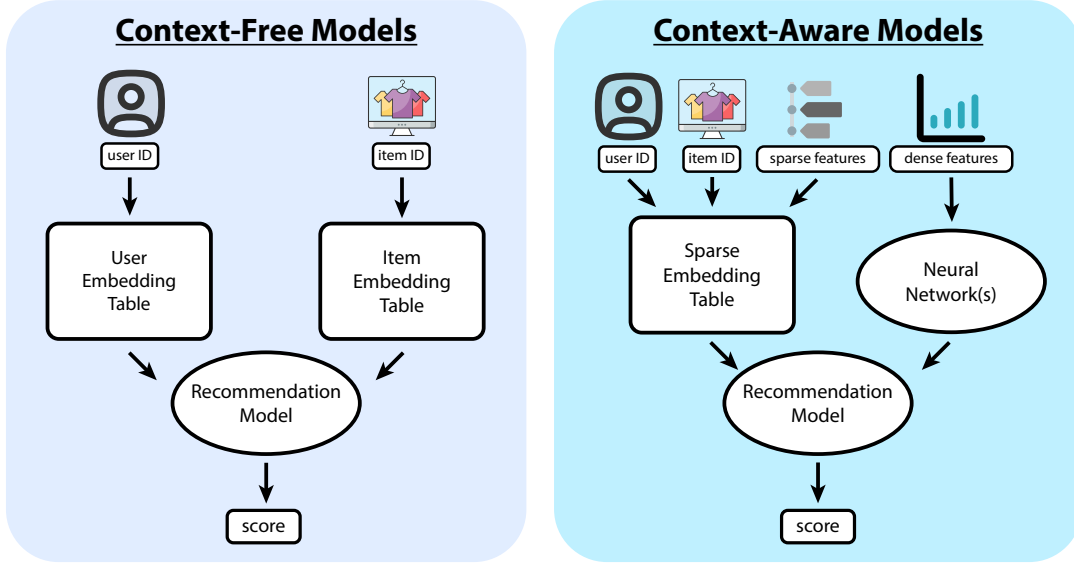 Context-Free Models
user ID
item ID
User
Embedding
Table
Item
Embedding
Table
Recommendation
Model
score
Context-Aware Models
user ID
item ID
sparse features
dense features
Sparse
Embedding
Table
Neural
Network(s)
Recommendation
Model
score